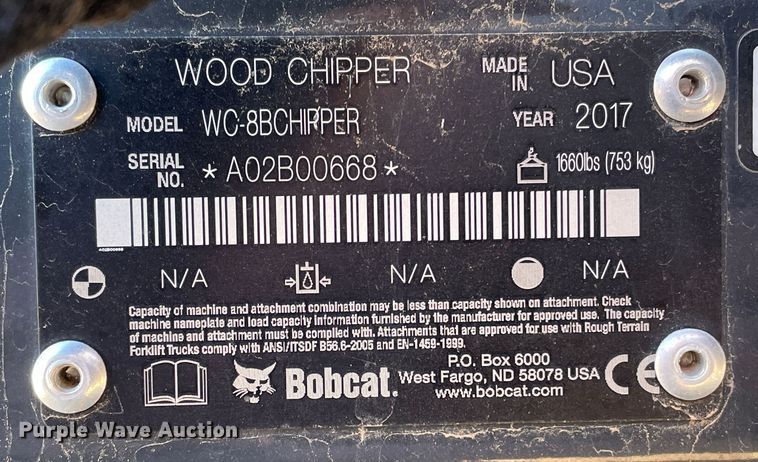 WOOD CHIPPER MADE IN USA
MODEL WC-8BCHIPPER YEAR 2017
SERIAL NO. *A02B00668* 1660lbs (753 kg)
A02B00668
N/A N/A N/A
Capacity of machine and attachment combination may be less than capacity shown on attachment. Check
machine nameplate and load capacity information furnished by the manufacturer for approved use. The capacity
of machine and attachment must be complied with. Attachments that are approved for use with Rough Terrain
Forklift Trucks comply with ANSI/ITSDF B56.6-2005 and EN-1459-1999.
Bobcat. P.O. Box 6000
West Fargo, ND 58078 USA CE
www.bobcat.com
Purple Wave Auction